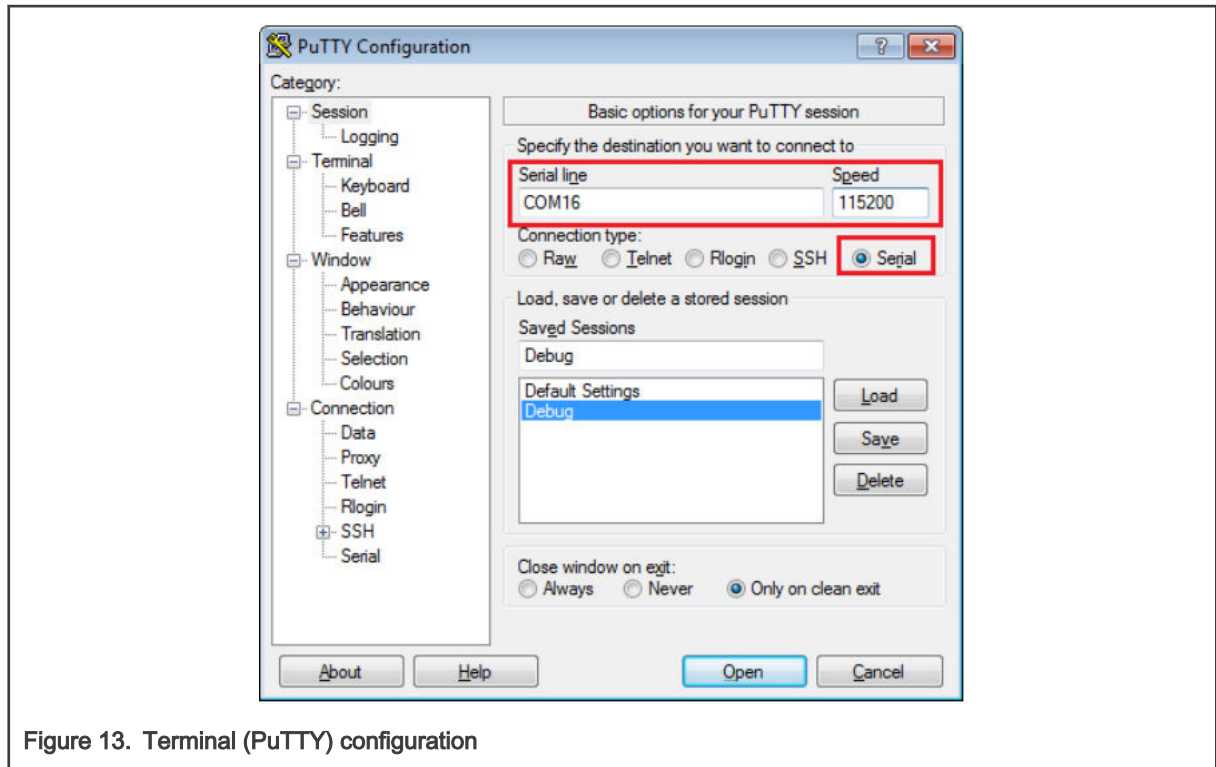 PuTTY Configuration
Category:
Session
Logging
Terminal
Keyboard
Bell
Features
Window
Appearance
Behaviour
Translation
Selection
Colours
Connection
Data
Proxy
Telnet
Rlogin
SSH
Serial
Basic options for your PuTTY session
Specify the destination you want to connect to
Serial line Speed
COM16 115200
Connection type:
Raw Telnet Rlogin SSH Serial
Load, save or delete a stored session
Saved Sessions
Debug
Default Settings
Debug
Load
Save
Delete
Close window on exit:
Always Never Only on clean exit
About Help Open Cancel
Figure 13. Terminal (PuTTY) configuration